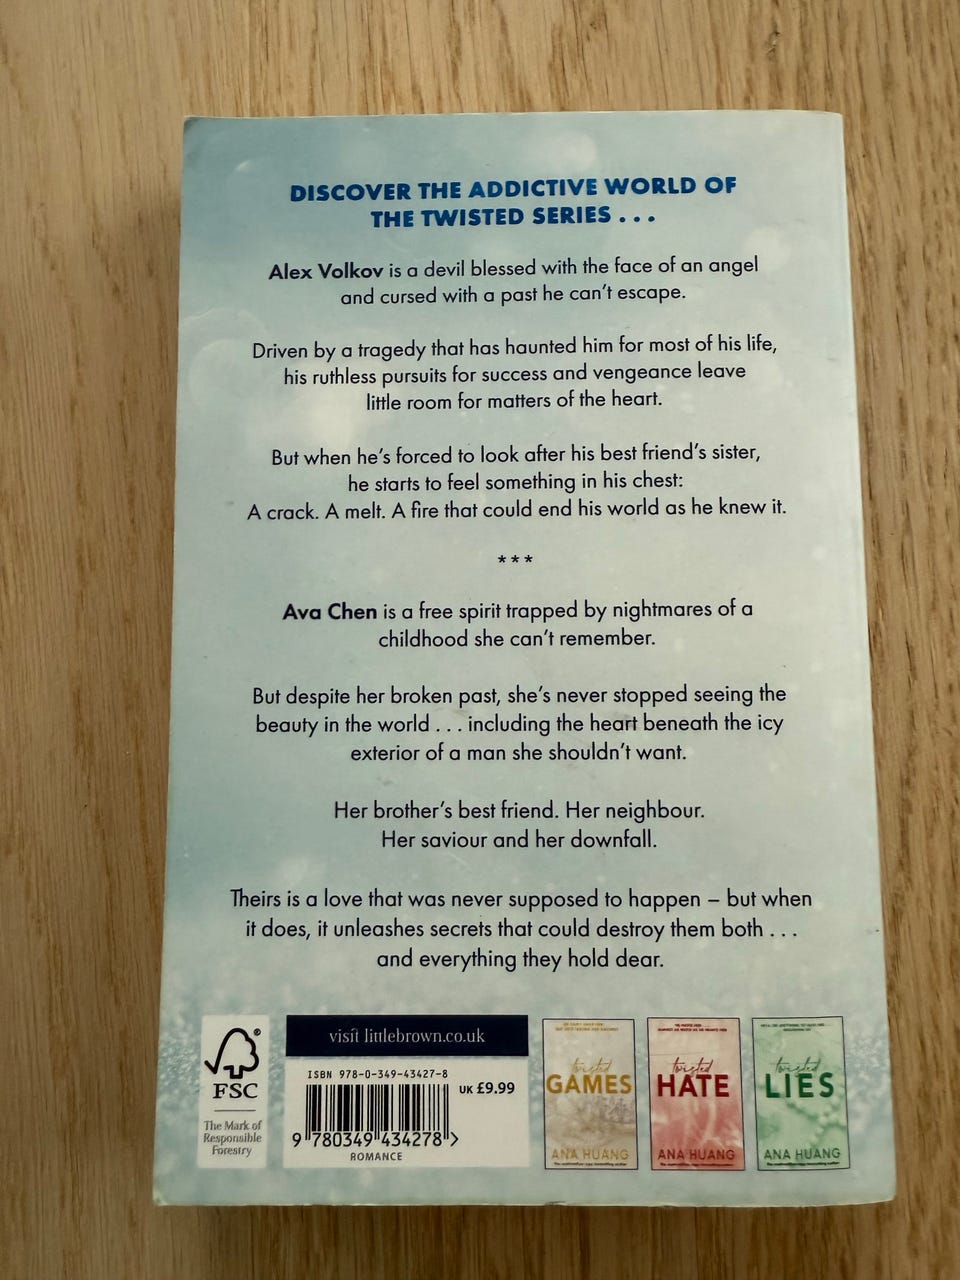 DISCOVER THE ADDICTIVE WORLD OF
THE TWISTED SERIES . . .
Alex Volkov is a devil blessed with the face of an angel
and cursed with a past he can't escape.
Driven by a tragedy that has haunted him for most of his life,
his ruthless pursuits for success and vengeance leave
little room for matters of the heart.
But when he's forced to look after his best friend's sister,
he starts to feel something in his chest:
A crack. A melt. A fire that could end his world as he knew it.
***
Ava Chen is a free spirit trapped by nightmares of a
childhood she can't remember.
But despite her broken past, she's never stopped seeing the
beauty in the world . . . including the heart beneath the icy
exterior of a man she shouldn't want.
Her brother's best friend. Her neighbour.
Her saviour and her downfall.
Theirs is a love that was never supposed to happen – but when
it does, it unleashes secrets that could destroy them both . . .
and everything they hold dear.
®
FSC
The Mark of
Responsible
Forestry
visit littlebrown.co.uk
ISBN 978-0-349-43427-8
UK £9.99
9 780349 434278 >
ROMANCE
twisted
GAMES
ANA HUANG
twisted
HATE
ANA HUANG
twisted
LIES
ANA HUANG